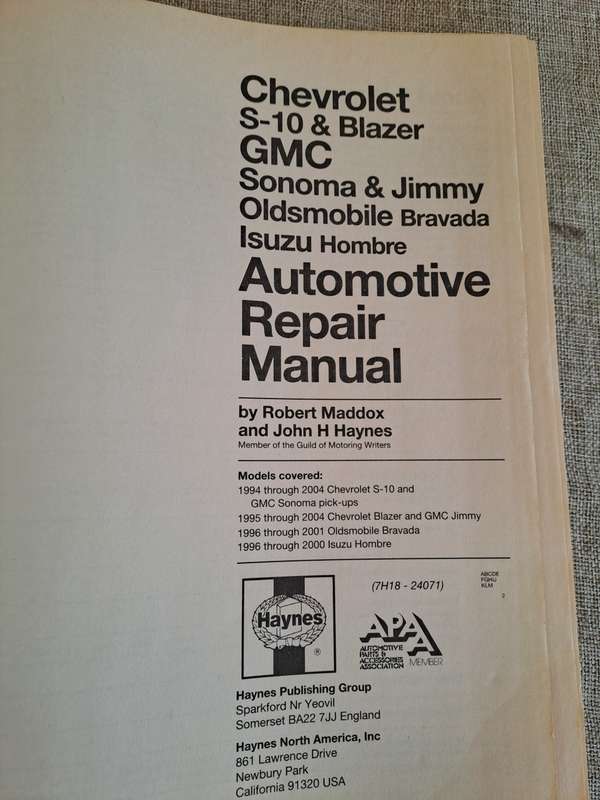 Chevrolet
S-10 & Blazer
GMC
Sonoma & Jimmy
Oldsmobile Bravada
Isuzu Hombre
Automotive
Repair
Manual
by Robert Maddox
and John H Haynes
Member of the Guild of Motoring Writers
Models covered:
1994 through 2004 Chevrolet S-10 and
GMC Sonoma pick-ups
1995 through 2004 Chevrolet Blazer and GMC Jimmy
1996 through 2001 Oldsmobile Bravada
1996 through 2000 Isuzu Hombre
(7H18 - 24071)
ABCDE
FGHIJ
KLM
2
Haynes
®
APAA
AUTOMOTIVE
PARTS &
ACCESSORIES
ASSOCIATION
MEMBER
Haynes Publishing Group
Sparkford Nr Yeovil
Somerset BA22 7JJ England
Haynes North America, Inc
861 Lawrence Drive
Newbury Park
California 91320 USA